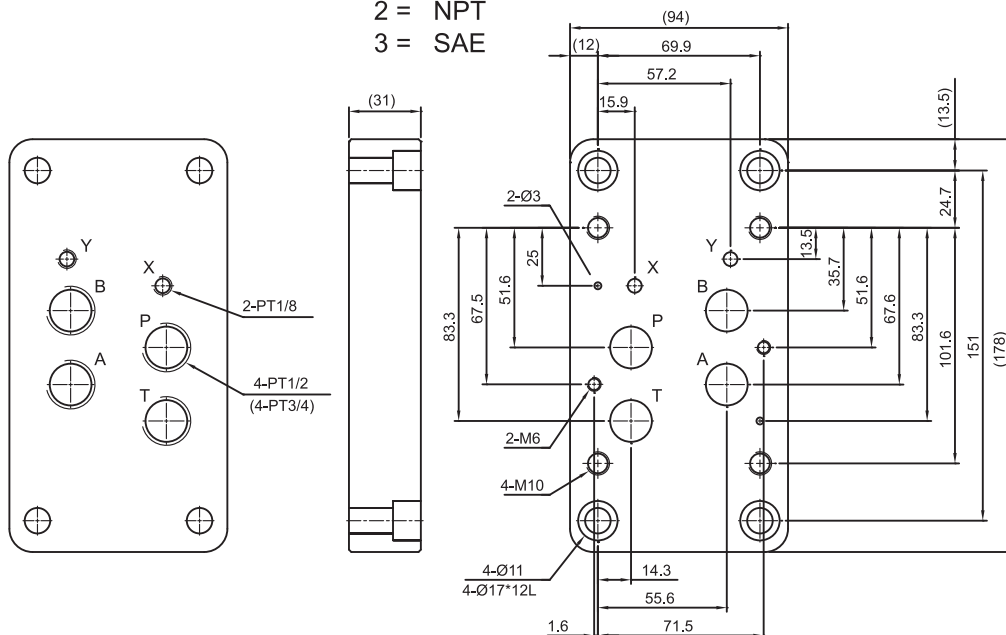 2 = NPT
3 = SAE
(94)
(12)
69.9
57.2
15.9
(31)
(13.5)
24.7
2-Ø3
Y
X
B
P
A
T
2-PT1/8
4-PT1/2
(4-PT3/4)
83.3
67.5
51.6
25
X
Y
B
P
A
T
13.5
35.7
51.6
67.6
83.3
101.6
151
(178)
2-M6
4-M10
4-Ø11
4-Ø17*12L
14.3
55.6
1.6
71.5